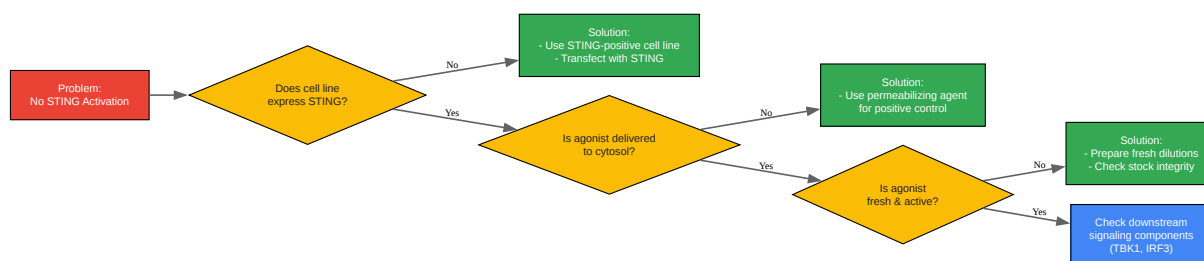 Problem:
No STING Activation
Does cell line
express STING?
No
Solution:
- Use STING-positive cell line
- Transfect with STING
Yes
Is agonist delivered
to cytosol?
No
Solution:
- Use permeabilizing agent
for positive control
Yes
Is agonist
fresh & active?
No
Solution:
- Prepare fresh dilutions
- Check stock integrity
Yes
Check downstream
signaling components
(TBK1, IRF3)